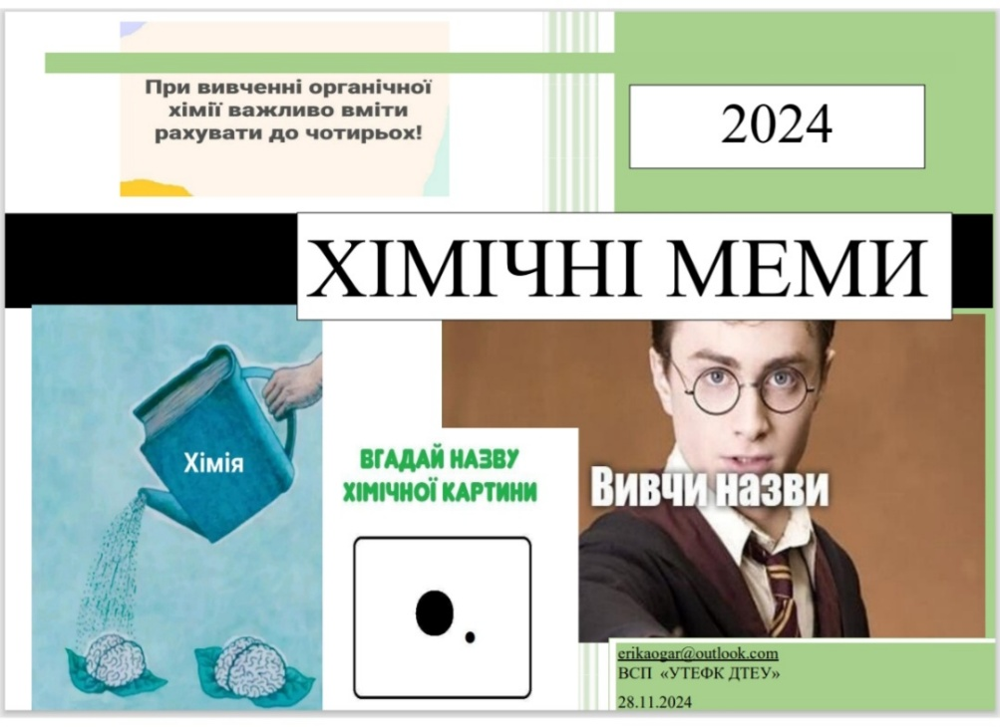 При вивченні органічної
хімії важливо вміти
рахувати до чотирьох!
2024
ХІМІЧНІ МЕМИ
Хімія
ВГАДАЙ НАЗВУ
ХІМІЧНОЇ КАРТИНИ
Вивчи назви
erikaogar@outlook.com
ВСП «УТЕФК ДТЕУ»
28.11.2024